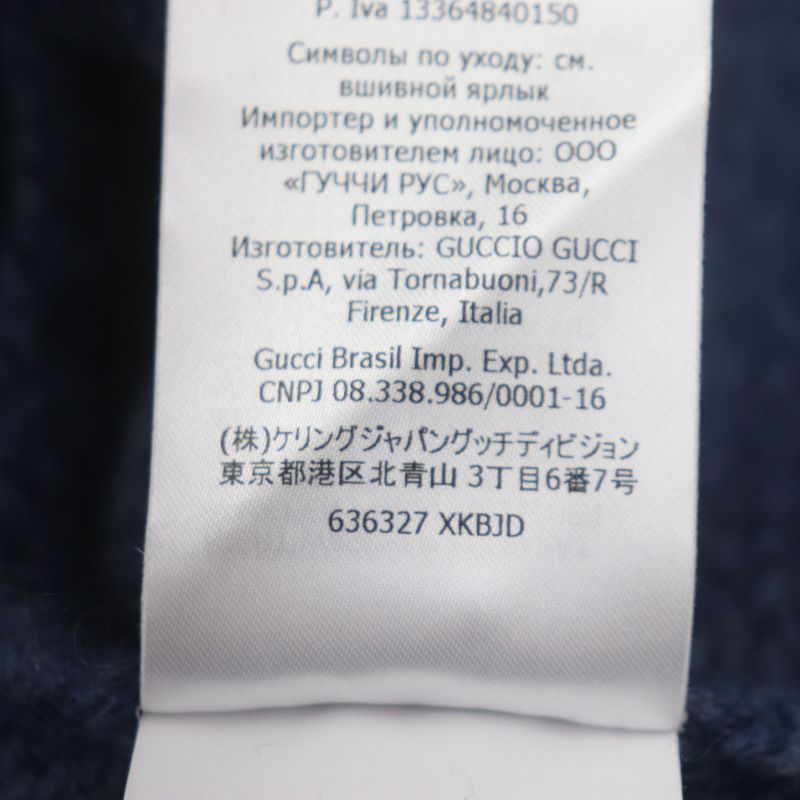 P. Iva 13364840150
Символы по уходу: см.
вшивной ярлык
Импортер и уполномоченное
изготовителем лицо: ООО
«ГУЧЧИ РУС», Москва,
Петровка, 16
Изготовитель: GUCCIO GUCCI
S.p.A, via Tornabuoni,73/R
Firenze, Italia
Gucci Brasil Imp. Exp. Ltda.
CNPJ 08.338.986/0001-16
(株)ケリングジャパングッチディビジョン
東京都港区北青山 3丁目6番7号
636327 XKBJD